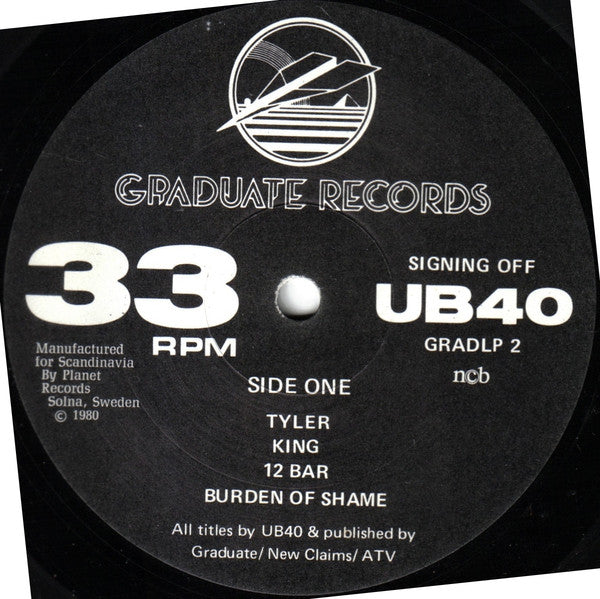 GRADUATE RECORDS
33
RPM
SIGNING OFF
UB40
GRADLP 2
ncb
Manufactured
for Scandinavia
By Planet
Records
Solna, Sweden
© 1980
SIDE ONE
TYLER
KING
12 BAR
BURDEN OF SHAME
All titles by UB40 & published by
Graduate/ New Claims/ ATV